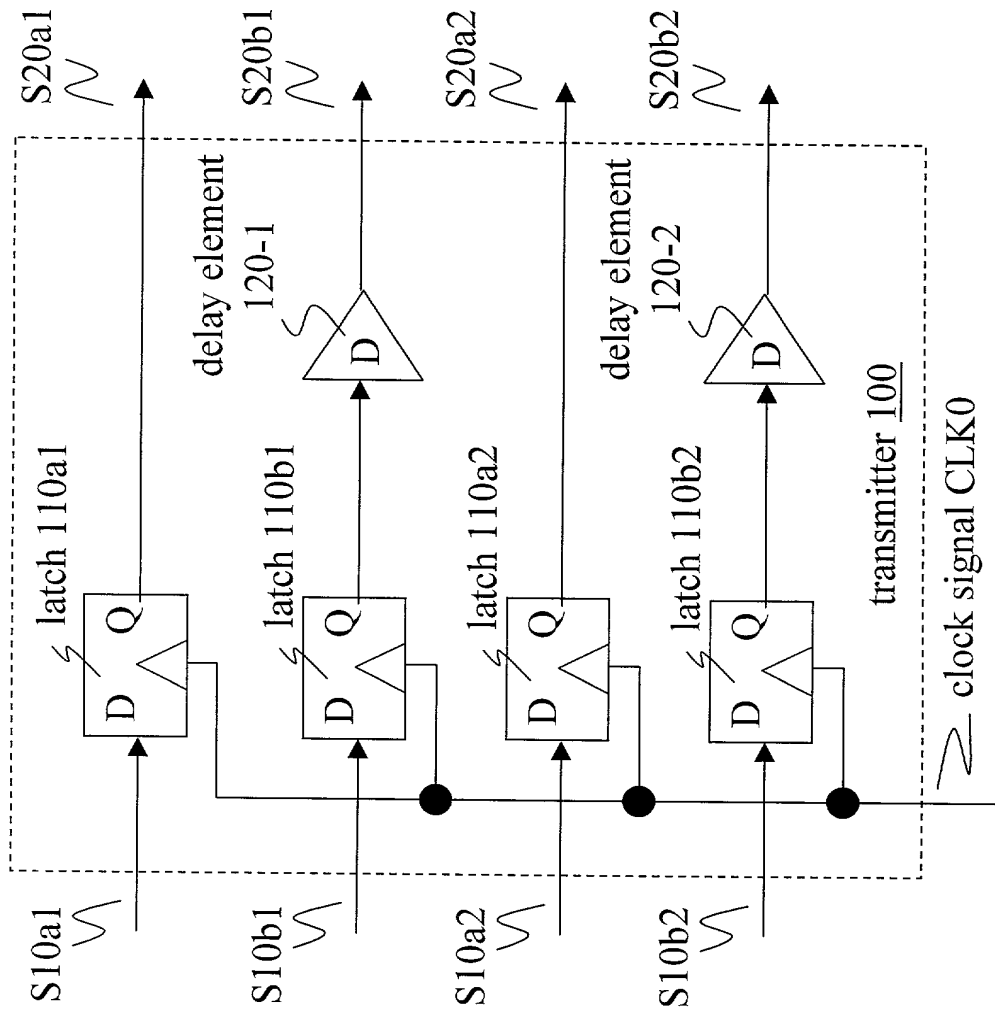 S10a1
S10b1
S10a2
S10b2
latch 110a1
D
Q
latch 110b1
D
Q
latch 110a2
D
Q
latch 110b2
D
Q
delay element
120-1
D
delay element
120-2
D
S20a1
S20b1
S20a2
S20b2
transmitter 100
clock signal CLK0